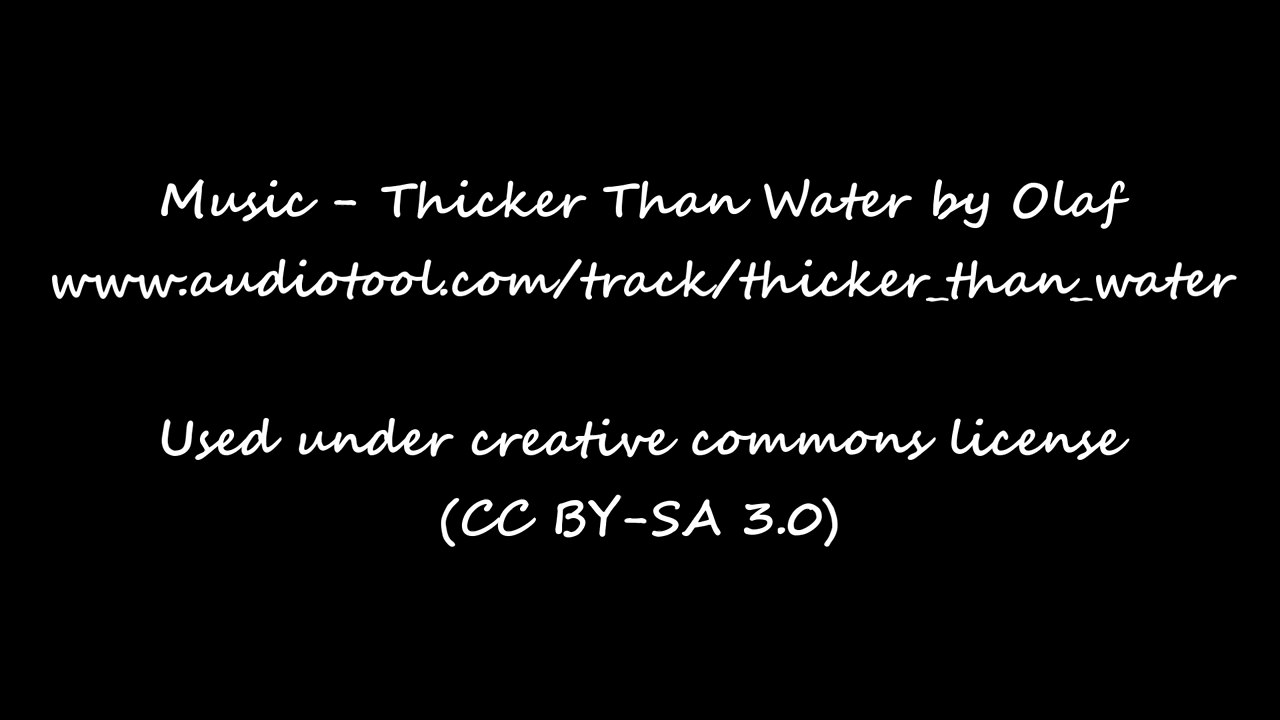 Music - Thicker Than Water by Olaf
www.audiotool.com/track/thicker_than_water
Used under creative commons license
(CC BY-SA 3.0)